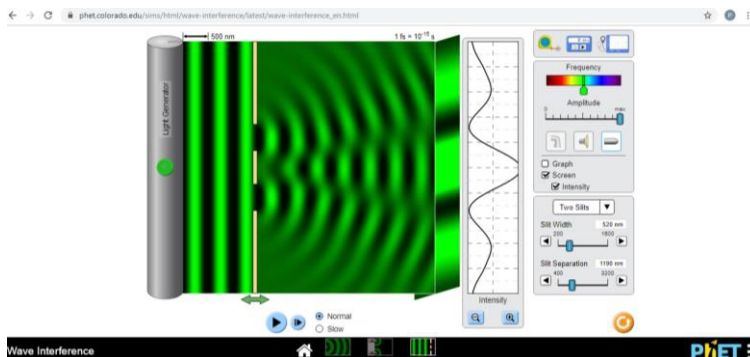 phet.colorado.edu/sims/html/wave-interference/latest/wave-interference_en.html
500 nm
1 fs = 10⁻¹⁵ s
Light Generator
Frequency
Amplitude
0 max
Graph
Screen
Intensity
Two Slits
Slit Width 520 nm
200 1600
Slit Separation 1100 nm
400 3200
Intensity
Normal
Slow
Wave Interference
PhET